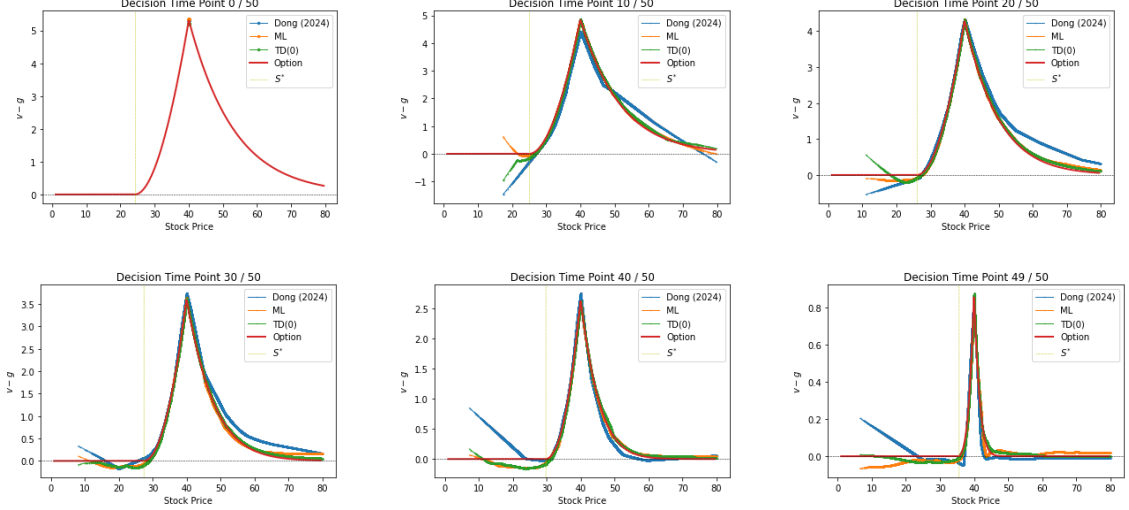 Decision Time Point 0 / 50
5
4
3
2
1
0
v − g
0 10 20 30 40 50 60 70 80
Stock Price
Dong (2024)
ML
TD(0)
Option
S*
Decision Time Point 10 / 50
5
4
3
2
1
0
−1
v − g
0 10 20 30 40 50 60 70 80
Stock Price
Dong (2024)
ML
TD(0)
Option
S*
Decision Time Point 20 / 50
4
3
2
1
0
v − g
0 10 20 30 40 50 60 70 80
Stock Price
Dong (2024)
ML
TD(0)
Option
S*
Decision Time Point 30 / 50
3.5
3.0
2.5
2.0
1.5
1.0
0.5
0.0
v − g
0 10 20 30 40 50 60 70 80
Stock Price
Dong (2024)
ML
TD(0)
Option
S*
Decision Time Point 40 / 50
2.5
2.0
1.5
1.0
0.5
0.0
v − g
0 10 20 30 40 50 60 70 80
Stock Price
Dong (2024)
ML
TD(0)
Option
S*
Decision Time Point 49 / 50
0.8
0.6
0.4
0.2
0.0
v − g
0 10 20 30 40 50 60 70 80
Stock Price
Dong (2024)
ML
TD(0)
Option
S*